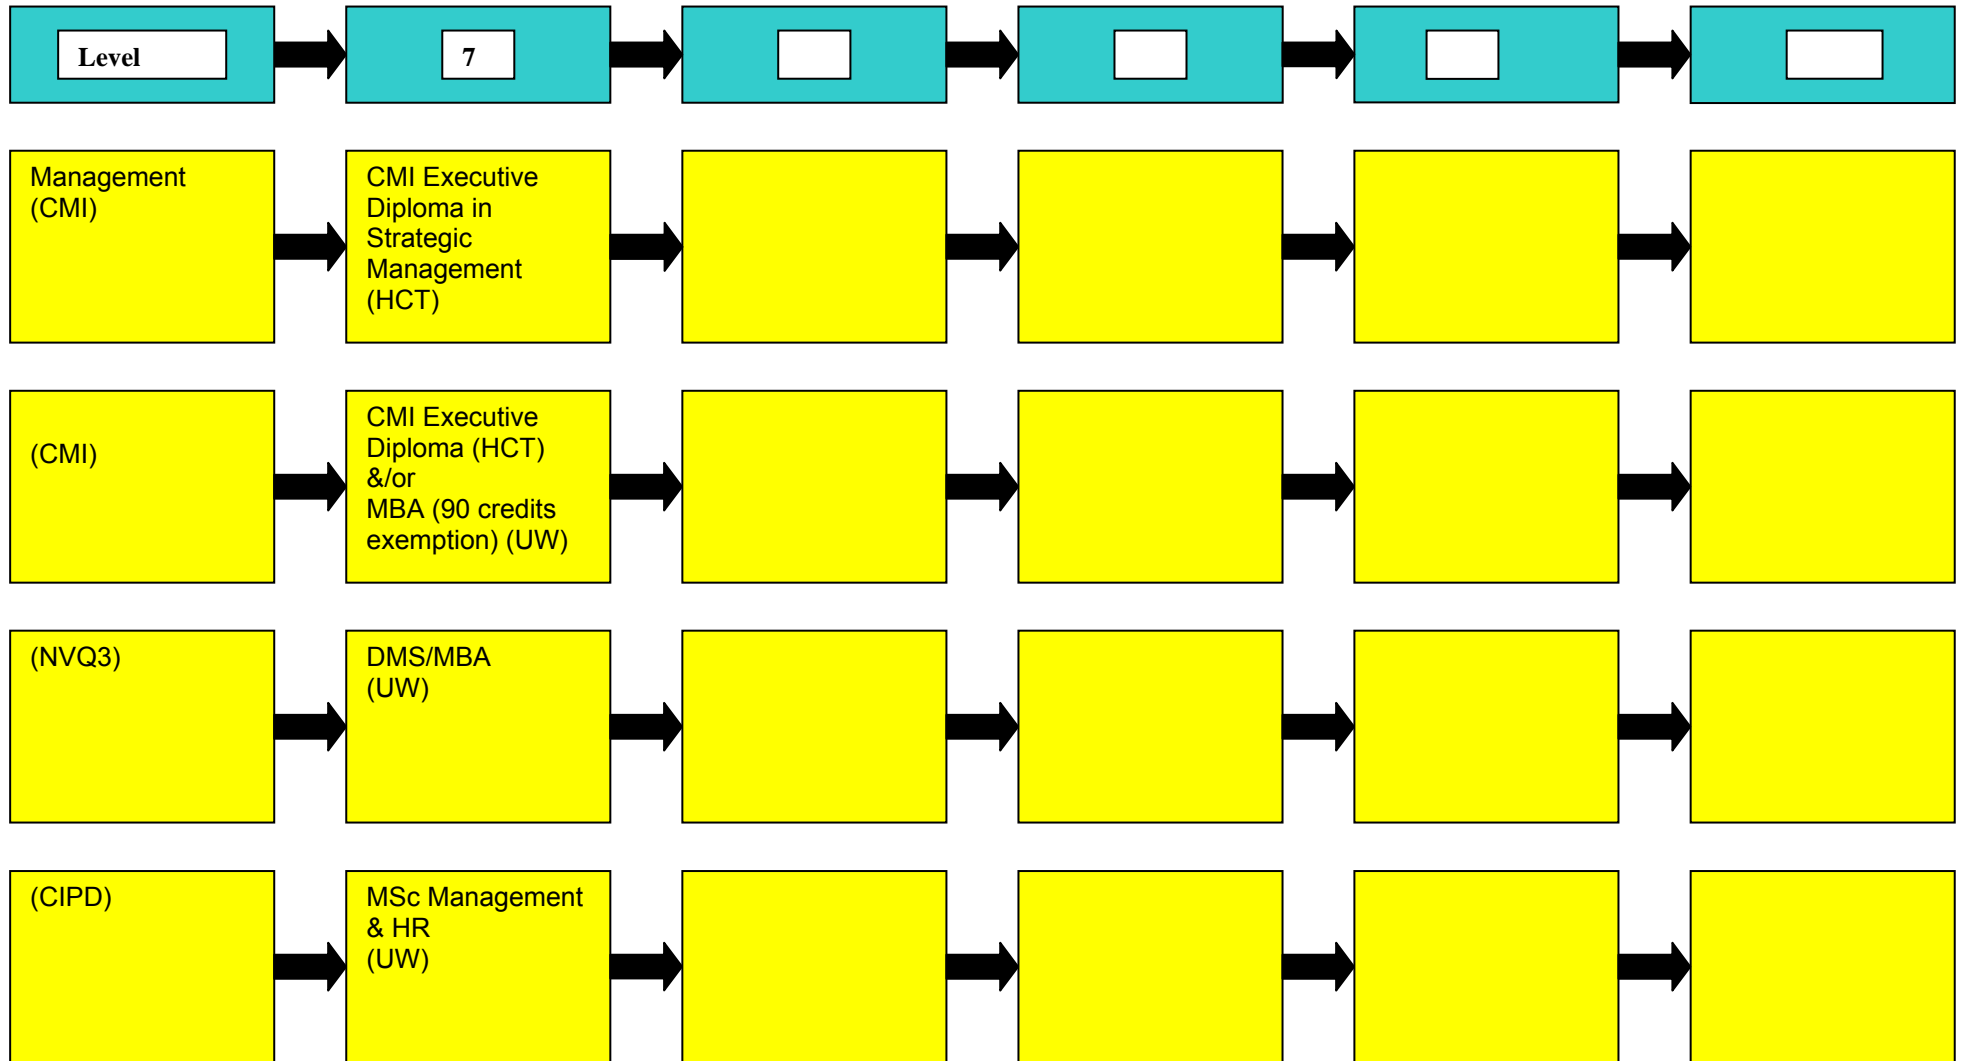 Level
7
Management
(CMI)
CMI Executive
Diploma in
Strategic
Management
(HCT)
(CMI)
CMI Executive
Diploma (HCT)
&/or
MBA (90 credits
exemption) (UW)
(NVQ3)
DMS/MBA
(UW)
(CIPD)
MSc Management
& HR
(UW)